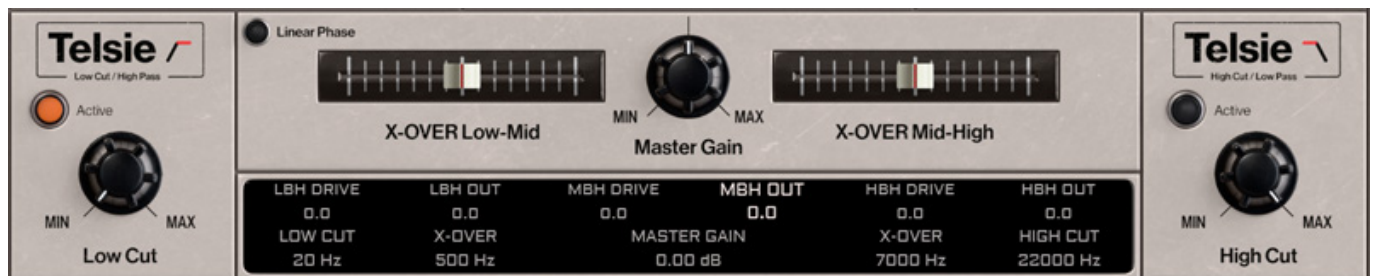 Telsie
Low Cut / High Pass
Active
MIN MAX
Low Cut
Linear Phase
X-OVER Low-Mid
MIN MAX
Master Gain
X-OVER Mid-High
LBH DRIVE LBH OUT MBH DRIVE MBH OUT HBH DRIVE HBH OUT
0.0 0.0 0.0 0.0 0.0 0.0
LOW CUT X-OVER MASTER GAIN X-OVER HIGH CUT
20 Hz 500 Hz 0.00 dB 7000 Hz 22000 Hz
Telsie
High Cut / Low Pass
Active
MIN MAX
High Cut